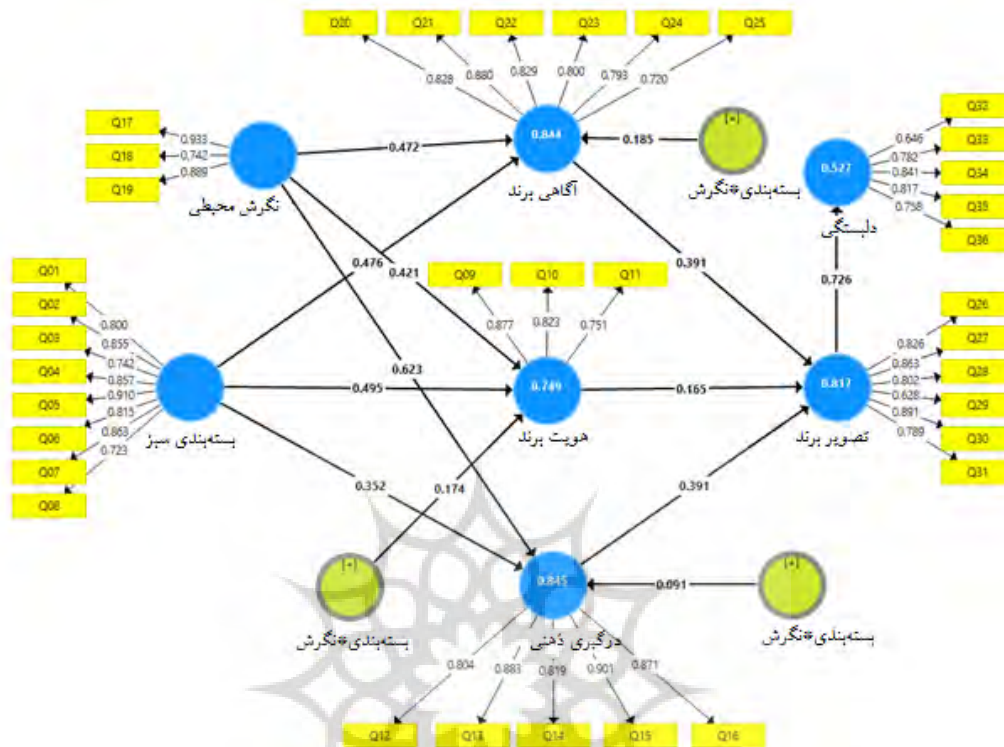 Q20 Q21 Q22 Q23 Q24 Q25
0.828 0.880 0.829 0.800 0.793 0.720
Q17
Q18
Q19
0.933
0.742
0.889
نگرش محیطی
0.472
0.844
آگاهی برند
0.185
[+]
بسته‌بندی*نگرش
0.527
دلبستگی
Q32
Q33
Q34
Q35
Q36
0.646
0.782
0.841
0.817
0.758
0.476
0.421
0.391
0.726
Q01
Q02
Q03
Q04
Q05
Q06
Q07
Q08
0.800
0.855
0.742
0.857
0.910
0.815
0.863
0.723
بسته‌بندی سبز
Q09 Q10 Q11
0.877 0.823 0.751
0.623
0.495
0.749
هویت برند
0.165
0.817
تصویر برند
Q26
Q27
Q28
Q29
Q30
Q31
0.826
0.863
0.802
0.628
0.891
0.789
0.352
0.174
0.391
[+]
بسته‌بندی*نگرش
0.845
درگیری ذهنی
0.091
[+]
بسته‌بندی*نگرش
0.804 0.883 0.819 0.901 0.871
Q12 Q13 Q14 Q15 Q16